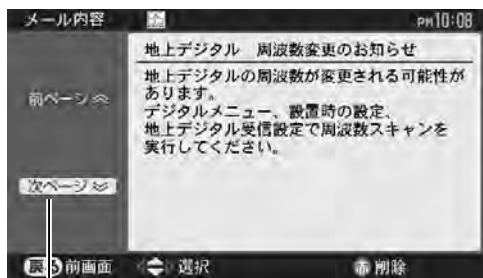 メール内容
PM10:08
地上デジタル 周波数変更のお知らせ
地上デジタルの周波数が変更される可能性が
あります。
デジタルメニュー、設置時の設定、
地上デジタル受信設定で周波数スキャンを
実行してください。
前ページ
次ページ
戻る 前画面
選択
赤 削除